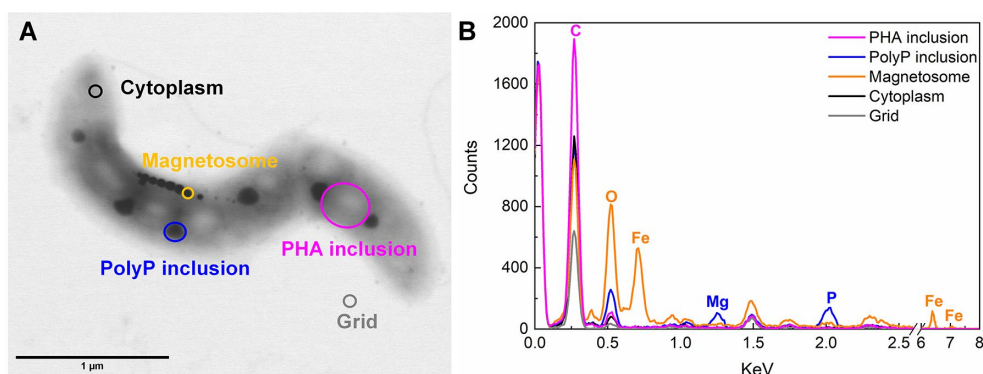 A
Cytoplasm
Magnetosome
PHA inclusion
PolyP inclusion
Grid
1 µm
B
2000
1600
1200
800
400
0
Counts
C
O
Fe
Mg
P
Fe
Fe
PHA inclusion
PolyP inclusion
Magnetosome
Cytoplasm
Grid
0.0
0.5
1.0
1.5
2.0
2.5
6
7
8
KeV